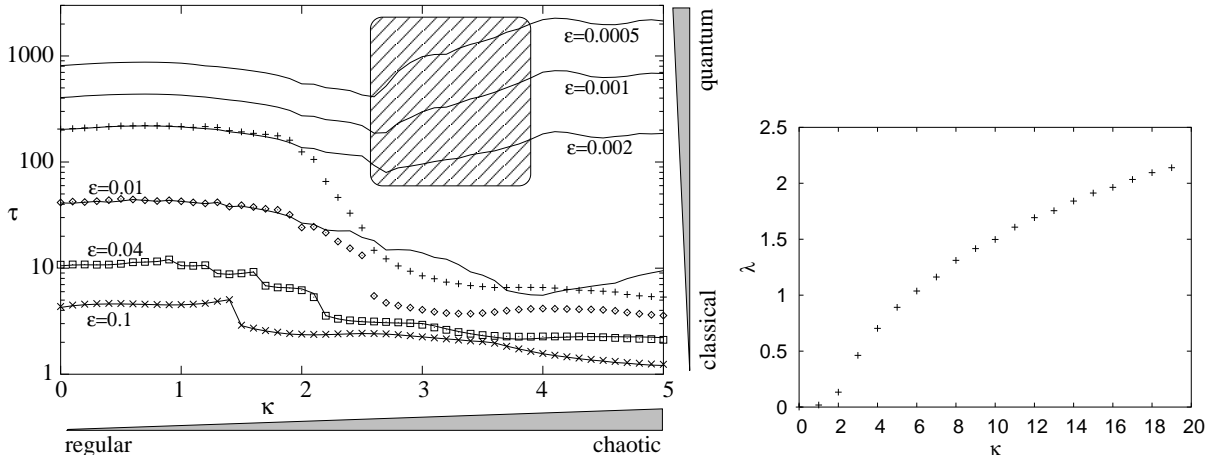 1000
100
10
1
τ
ε=0.0005
ε=0.001
ε=0.002
ε=0.01
ε=0.04
ε=0.1
0 1 2 3 4 5
κ
regular chaotic
quantum
classical
2.5
2
1.5
1
0.5
0
λ
0 2 4 6 8 10 12 14 16 18 20
κ